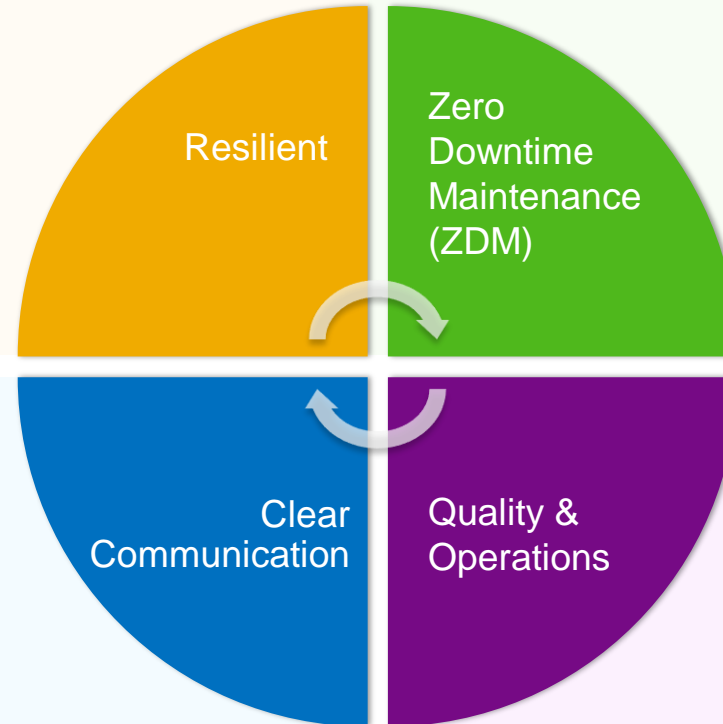 Resilient
Zero
Downtime
Maintenance
(ZDM)
Clear
Communication
Quality &
Operations